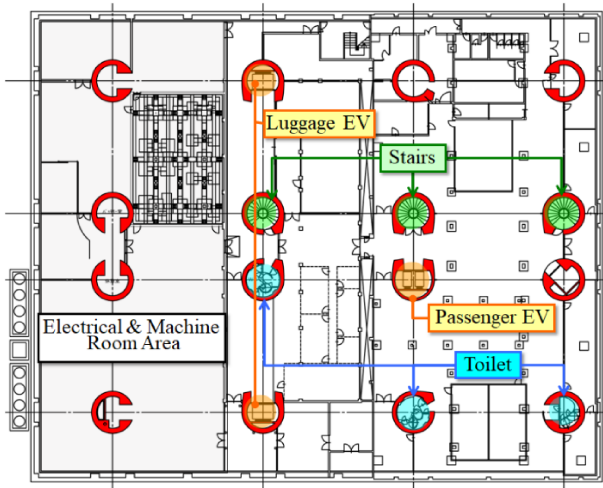 Luggage EV
Stairs
Electrical & Machine
Room Area
Passenger EV
Toilet